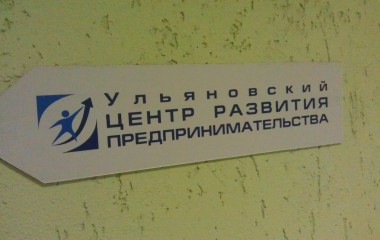 Ульяновский
ЦЕНТР РАЗВИТИЯ
ПРЕДПРИНИМАТЕЛЬСТВА